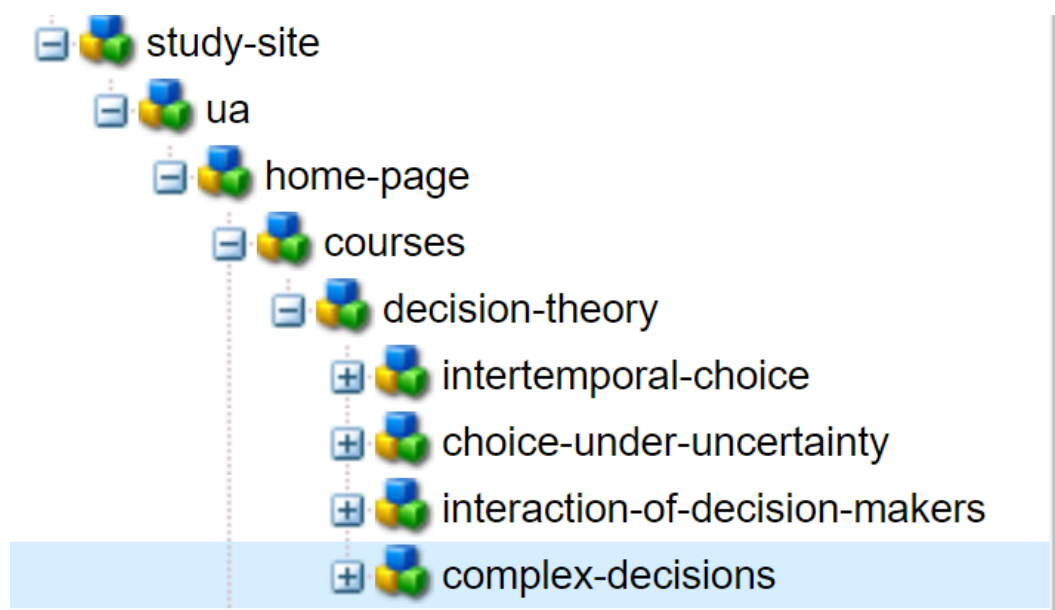 study-site
ua
home-page
courses
decision-theory
intertemporal-choice
choice-under-uncertainty
interaction-of-decision-makers
complex-decisions